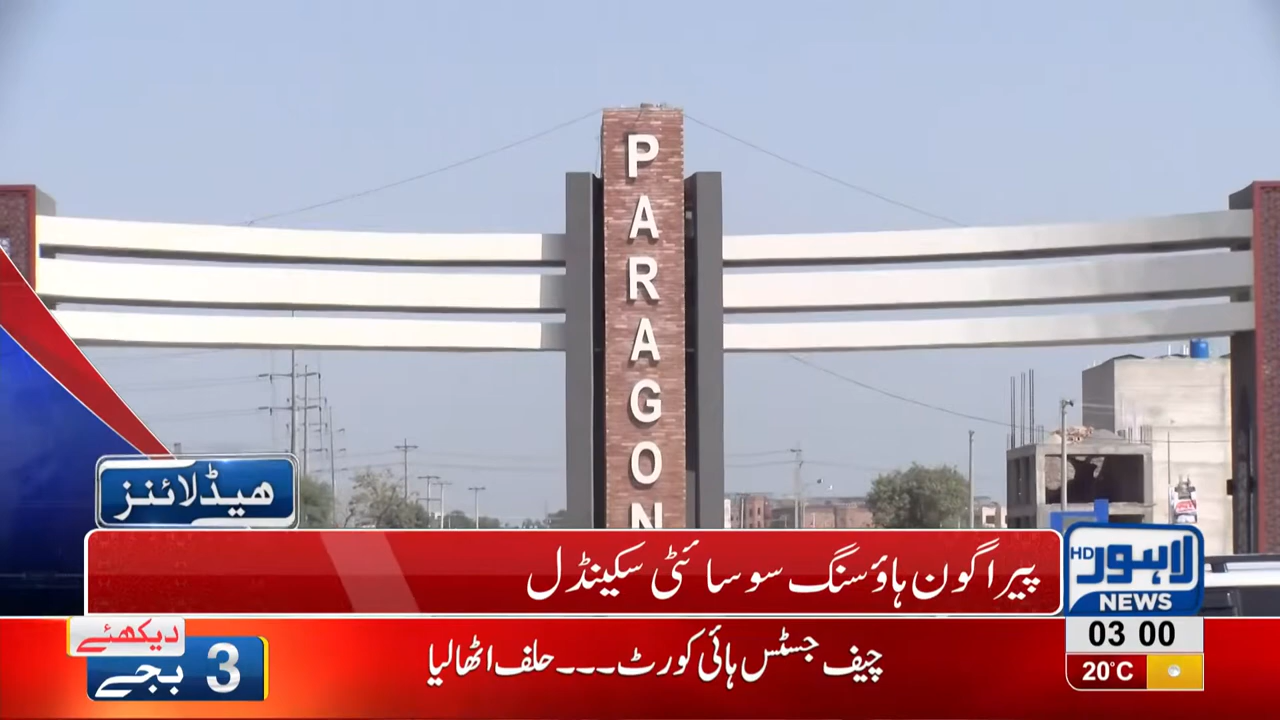 PARAGON
ھیڈلائنز
پیراگون ہاؤسنگ سوسائٹی سکینڈل
HD لاہور
NEWS
03 00
20°C
دیکھئے
3 بجے
چیف جسٹس ہائی کورٹ۔۔۔حلف اٹھالیا